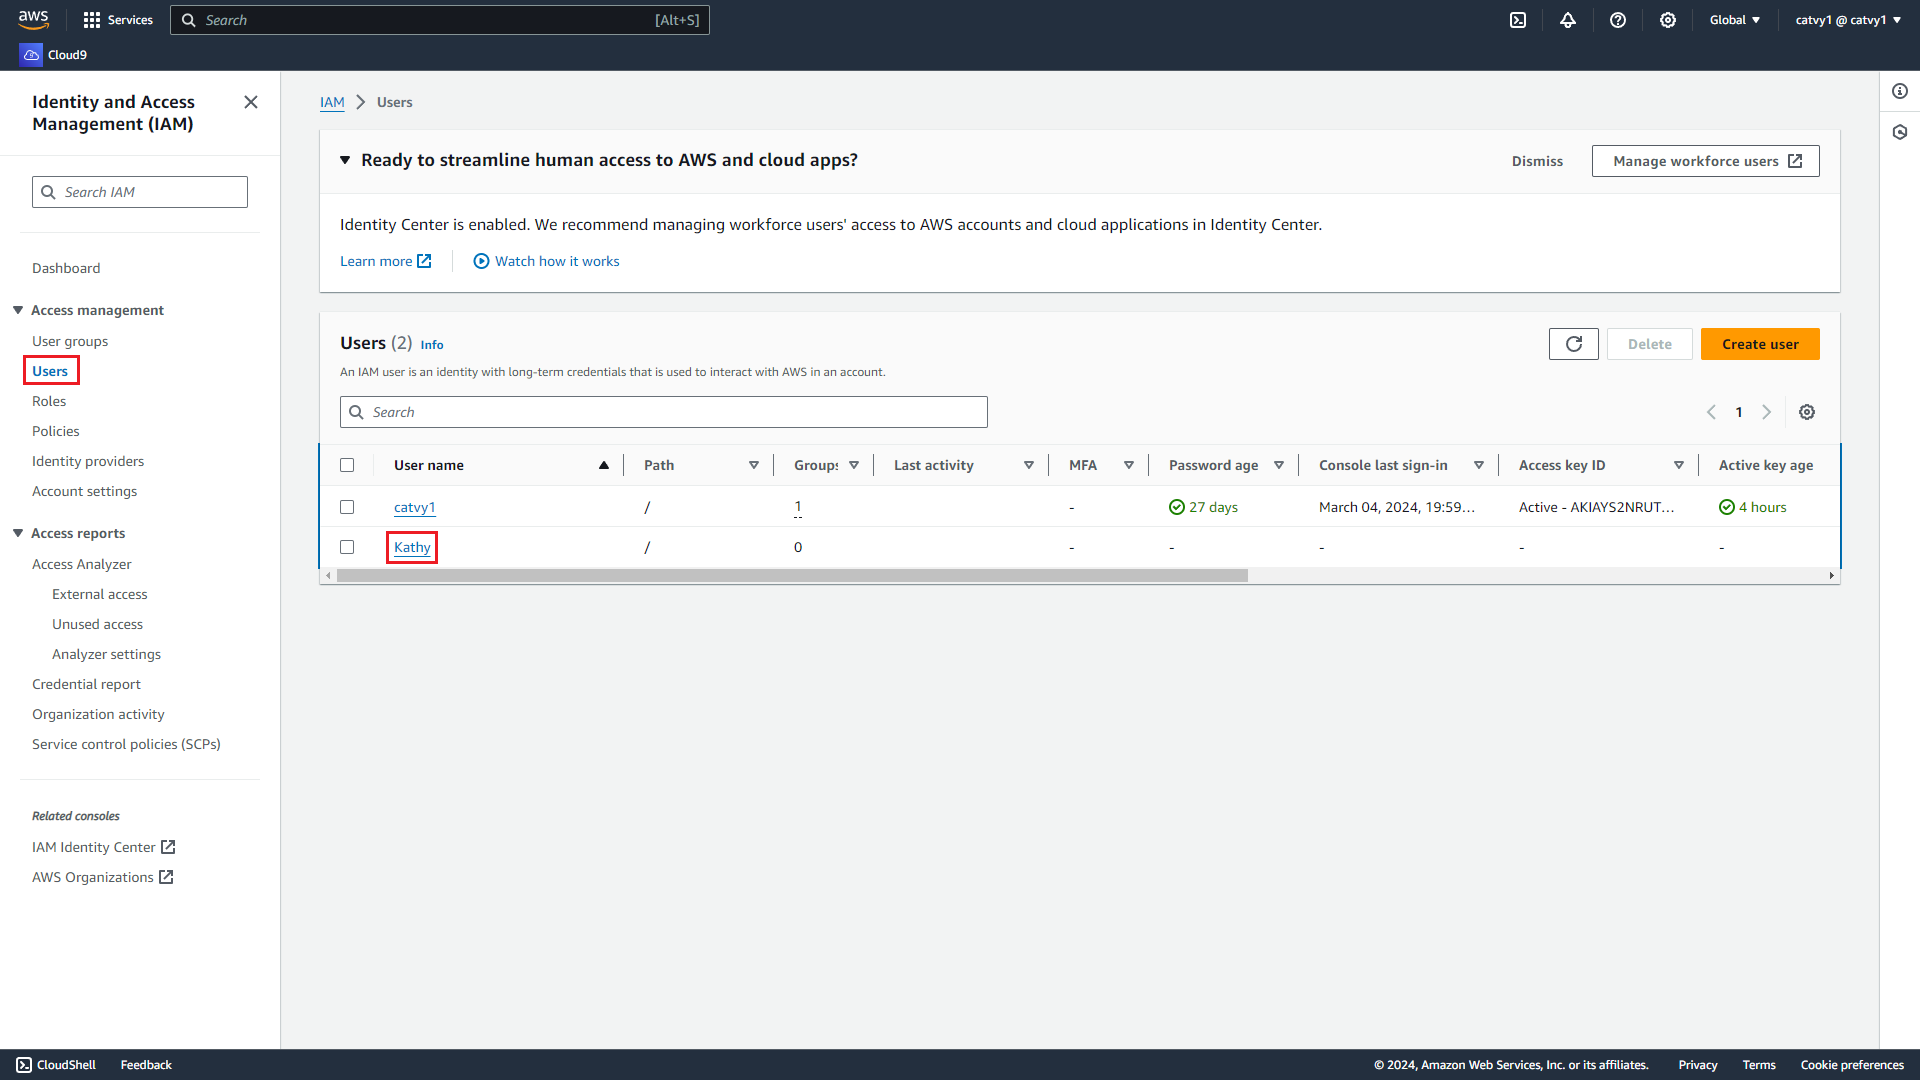 aws
Services
Search
[Alt+S]
Global
catvy1 @ catvy1
Cloud9
Identity and Access
Management (IAM)
Search IAM
Dashboard
Access management
User groups
Users
Roles
Policies
Identity providers
Account settings
Access reports
Access Analyzer
External access
Unused access
Analyzer settings
Credential report
Organization activity
Service control policies (SCPs)
Related consoles
IAM Identity Center
AWS Organizations
IAM > Users
Ready to streamline human access to AWS and cloud apps?
Dismiss
Manage workforce users
Identity Center is enabled. We recommend managing workforce users' access to AWS accounts and cloud applications in Identity Center.
Learn more
Watch how it works
Users (2) Info
Delete
Create user
An IAM user is an identity with long-term credentials that is used to interact with AWS in an account.
Search
1
User name Path Groups Last activity MFA Password age Console last sign-in Access key ID Active key age
catvy1 / 1 - 27 days March 04, 2024, 19:59... Active - AKIAYS2NRUT... 4 hours
Kathy / 0 - - - - -
CloudShell
Feedback
© 2024, Amazon Web Services, Inc. or its affiliates.
Privacy
Terms
Cookie preferences